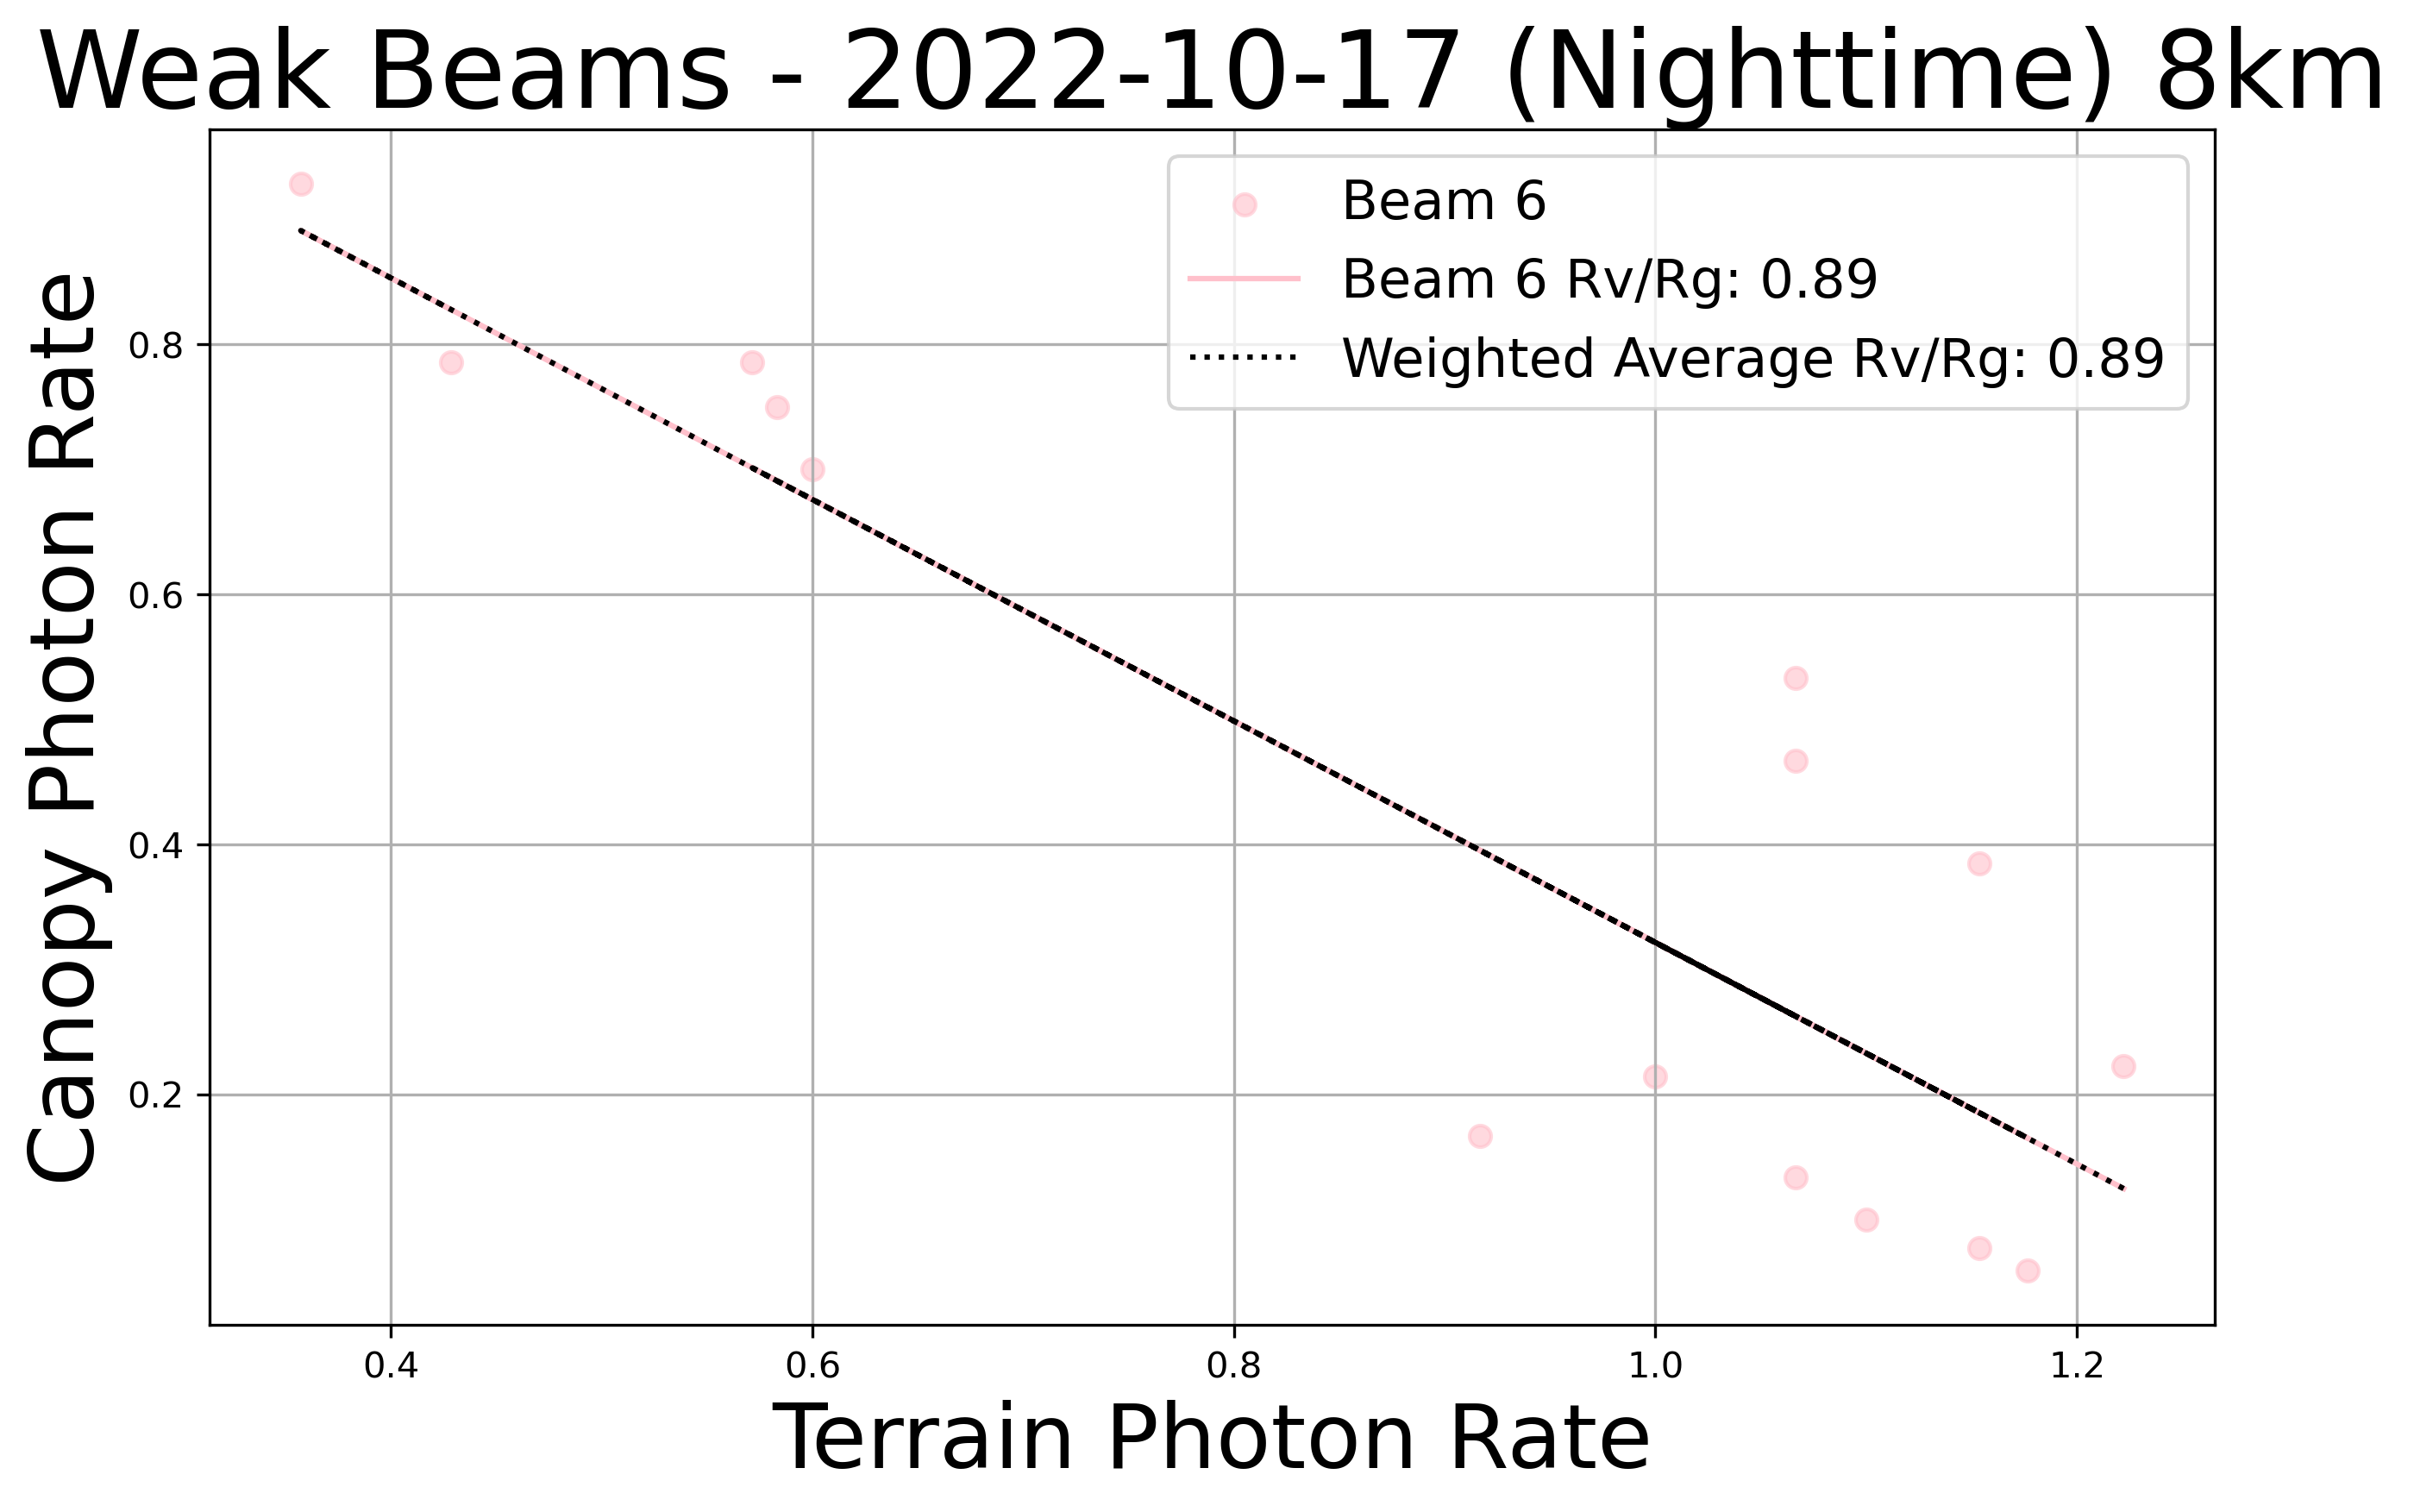 Weak Beams - 2022-10-17 (Nighttime) 8km
Beam 6
Beam 6 Rv/Rg: 0.89
Weighted Average Rv/Rg: 0.89
Canopy Photon Rate
0.8
0.6
0.4
0.2
0.4
0.6
0.8
1.0
1.2
Terrain Photon Rate